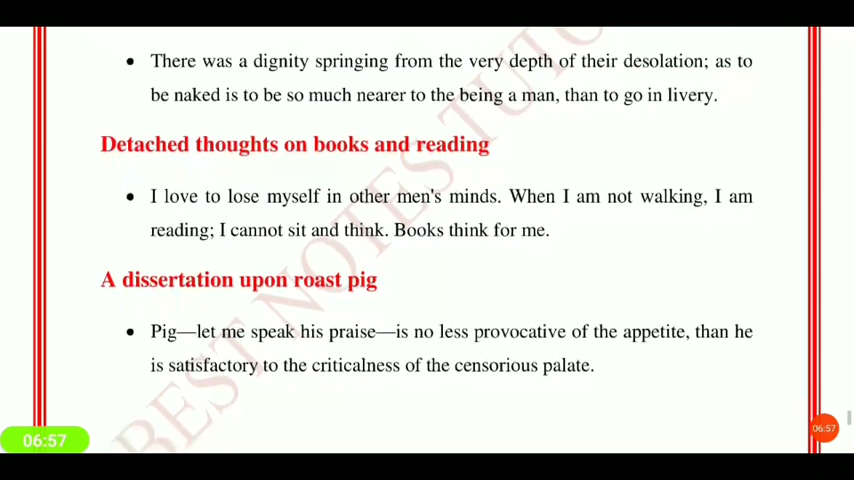 • There was a dignity springing from the very depth of their desolation; as to
be naked is to be so much nearer to the being a man, than to go in livery.
Detached thoughts on books and reading
• I love to lose myself in other men's minds. When I am not walking, I am
reading; I cannot sit and think. Books think for me.
A dissertation upon roast pig
• Pig—let me speak his praise—is no less provocative of the appetite, than he
is satisfactory to the criticalness of the censorious palate.
BEST NOTES TUTO
06:57
06:57